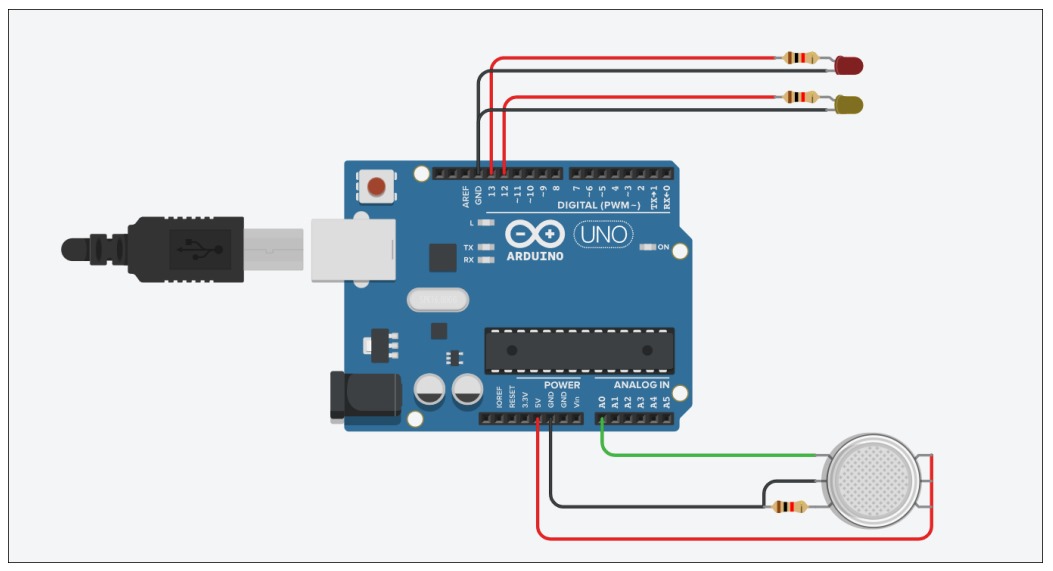 AREF
GND
13
12
~11
~10
~9
8
7
~6
~5
4
~3
2
TX→1
RX←0
DIGITAL (PWM~)
L
TX
RX
ARDUINO
UNO
ON
POWER
ANALOG IN
IOREF
RESET
3.3V
5V
GND
GND
Vin
A0
A1
A2
A3
A4
A5